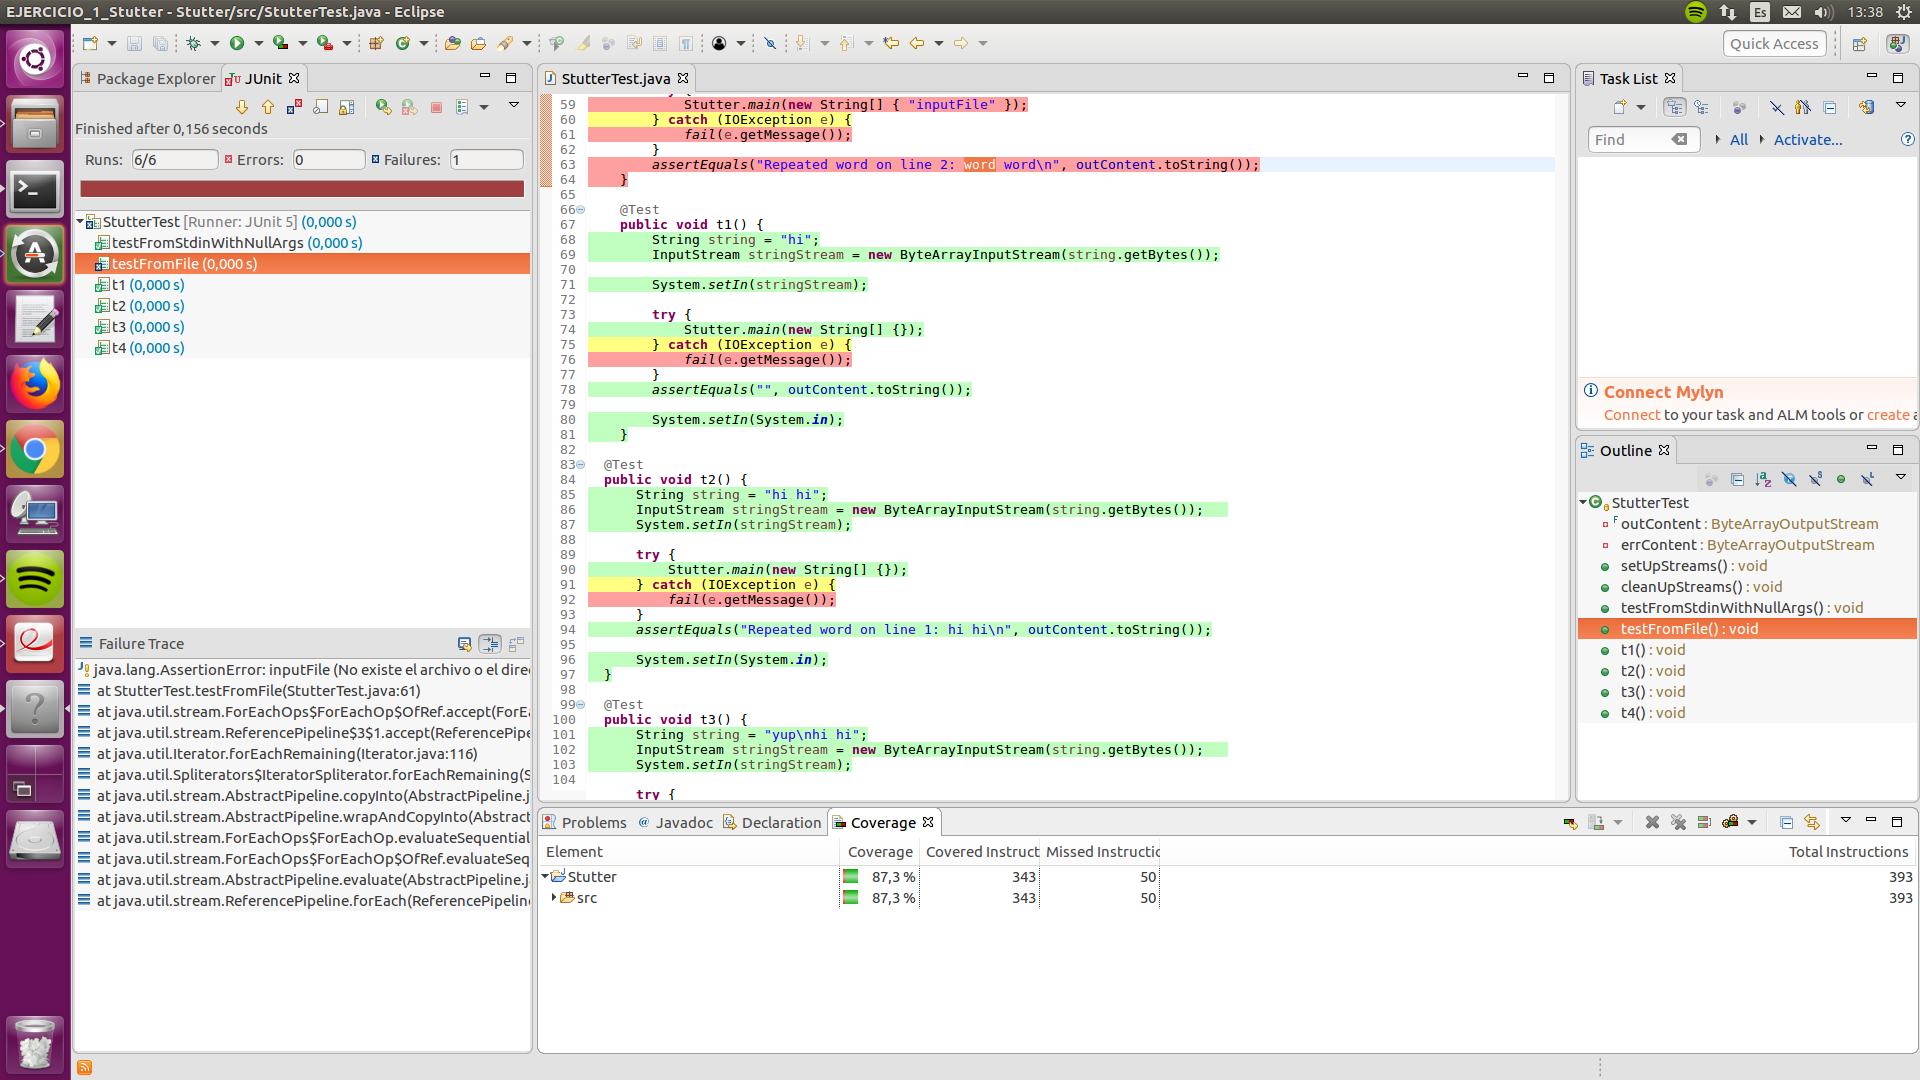 EJERCICIO_1_Stutter - Stutter/src/StutterTest.java - Eclipse
Es
13:38
Quick Access
Package Explorer
JUnit
Finished after 0,156 seconds
Runs: 6/6 Errors: 0 Failures: 1
StutterTest [Runner: JUnit 5] (0,000 s)
testFromStdinWithNullArgs (0,000 s)
testFromFile (0,000 s)
t1 (0,000 s)
t2 (0,000 s)
t3 (0,000 s)
t4 (0,000 s)
Failure Trace
java.lang.AssertionError: inputFile (No existe el archivo o el dire
at StutterTest.testFromFile(StutterTest.java:61)
at java.util.stream.ForEachOps$ForEachOp$OfRef.accept(ForEa
at java.util.stream.ReferencePipeline$3$1.accept(ReferencePipe
at java.util.Iterator.forEachRemaining(Iterator.java:116)
at java.util.Spliterators$IteratorSpliterator.forEachRemaining(S
at java.util.stream.AbstractPipeline.copyInto(AbstractPipeline.j
at java.util.stream.AbstractPipeline.wrapAndCopyInto(Abstract
at java.util.stream.ForEachOps$ForEachOp.evaluateSequential
at java.util.stream.ForEachOps$ForEachOp$OfRef.evaluateSeq
at java.util.stream.AbstractPipeline.evaluate(AbstractPipeline.j
at java.util.stream.ReferencePipeline.forEach(ReferencePipeline
StutterTest.java
59 Stutter.main(new String[] { "inputFile" });
60 } catch (IOException e) {
61 fail(e.getMessage());
62 }
63 assertEquals("Repeated word on line 2: word word\n", outContent.toString());
64 }
65
66 @Test
67 public void t1() {
68 String string = "hi";
69 InputStream stringStream = new ByteArrayInputStream(string.getBytes());
70
71 System.setIn(stringStream);
72
73 try {
74 Stutter.main(new String[] {});
75 } catch (IOException e) {
76 fail(e.getMessage());
77 }
78 assertEquals("", outContent.toString());
79
80 System.setIn(System.in);
81 }
82
83 @Test
84 public void t2() {
85 String string = "hi hi";
86 InputStream stringStream = new ByteArrayInputStream(string.getBytes());
87 System.setIn(stringStream);
88
89 try {
90 Stutter.main(new String[] {});
91 } catch (IOException e) {
92 fail(e.getMessage());
93 }
94 assertEquals("Repeated word on line 1: hi hi\n", outContent.toString());
95
96 System.setIn(System.in);
97 }
98
99 @Test
100 public void t3() {
101 String string = "yup\nhi hi";
102 InputStream stringStream = new ByteArrayInputStream(string.getBytes());
103 System.setIn(stringStream);
104
try {
Problems
Javadoc
Declaration
Coverage
Element Coverage Covered Instruct Missed Instructic Total Instructions
Stutter 87,3 % 343 50 393
src 87,3 % 343 50 393
Task List
Find All Activate...
Connect Mylyn
Connect to your task and ALM tools or create a
Outline
StutterTest
outContent : ByteArrayOutputStream
errContent : ByteArrayOutputStream
setUpStreams() : void
cleanUpStreams() : void
testFromStdinWithNullArgs() : void
testFromFile() : void
t1() : void
t2() : void
t3() : void
t4() : void